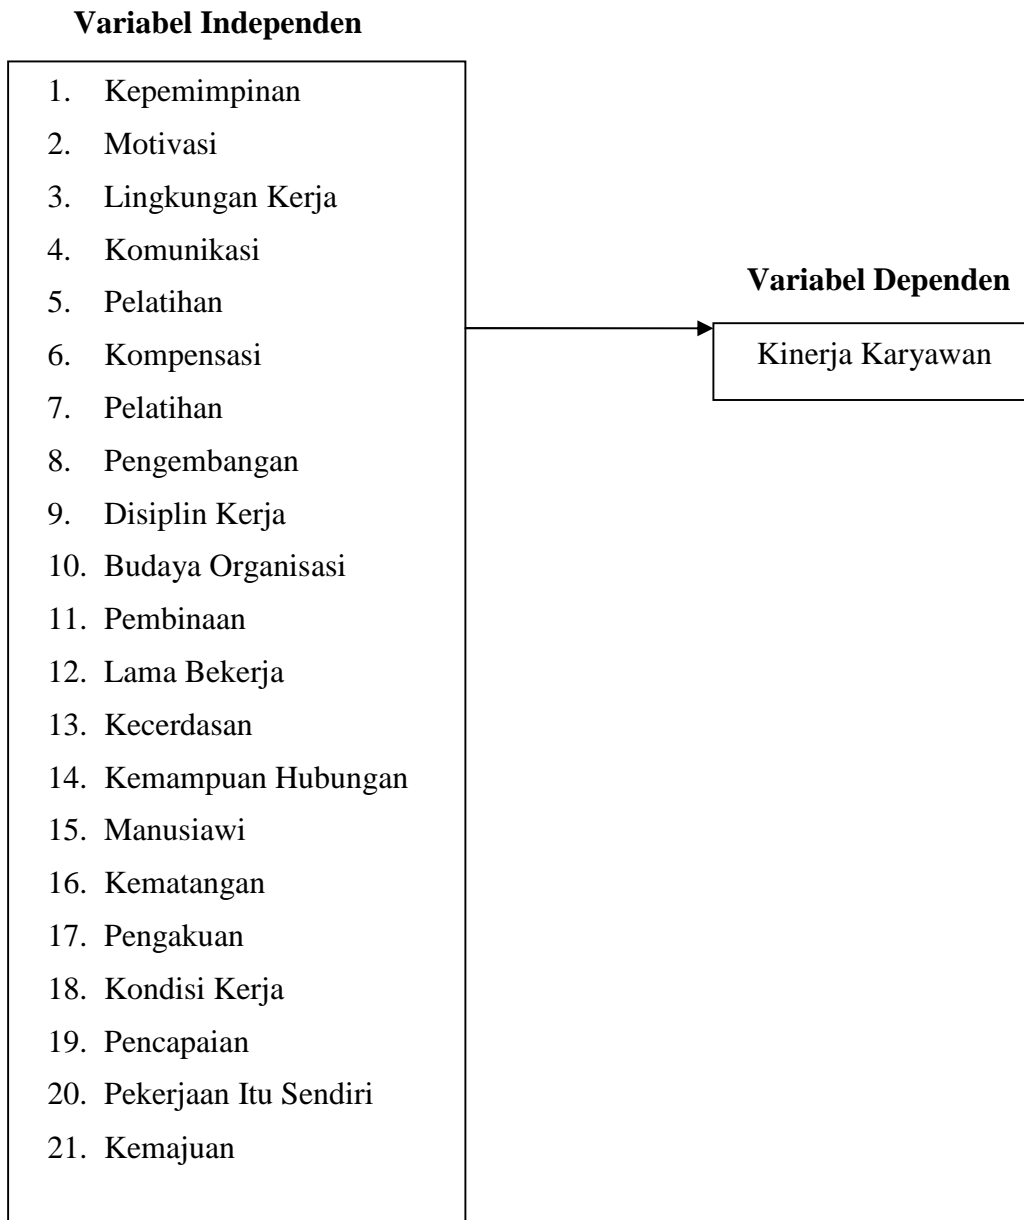 Variabel Independen
1. Kepemimpinan
2. Motivasi
3. Lingkungan Kerja
4. Komunikasi
5. Pelatihan
6. Kompensasi
7. Pelatihan
8. Pengembangan
9. Disiplin Kerja
10. Budaya Organisasi
11. Pembinaan
12. Lama Bekerja
13. Kecerdasan
14. Kemampuan Hubungan
15. Manusiawi
16. Kematangan
17. Pengakuan
18. Kondisi Kerja
19. Pencapaian
20. Pekerjaan Itu Sendiri
21. Kemajuan
Variabel Dependen
Kinerja Karyawan